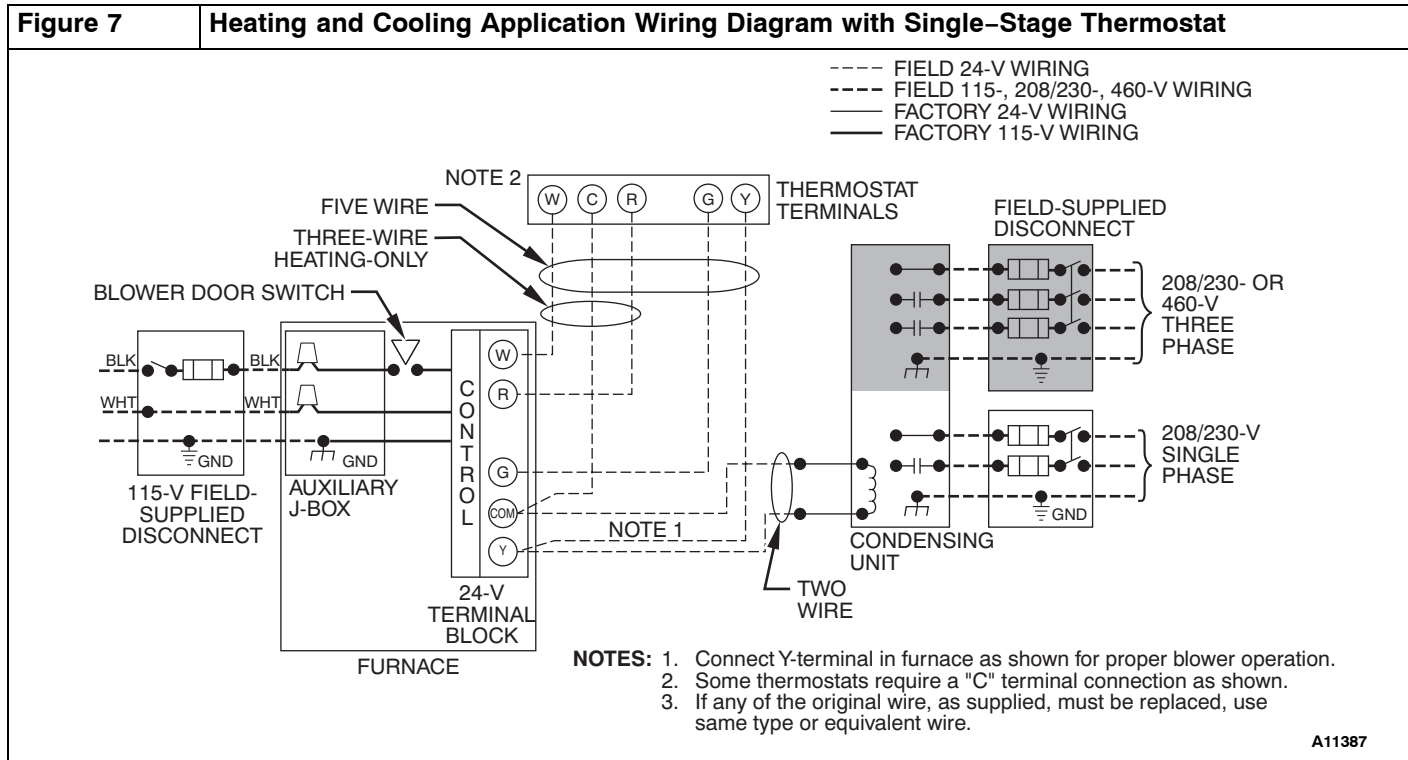 Figure 7
Heating and Cooling Application Wiring Diagram with Single−Stage Thermostat
FIELD 24-V WIRING
FIELD 115-, 208/230-, 460-V WIRING
FACTORY 24-V WIRING
FACTORY 115-V WIRING
NOTE 2
W C R G Y
THERMOSTAT
TERMINALS
FIVE WIRE
THREE-WIRE
HEATING-ONLY
BLOWER DOOR SWITCH
FIELD-SUPPLIED
DISCONNECT
208/230- OR
460-V
THREE
PHASE
BLK
BLK
WHT
WHT
GND
GND
115-V FIELD-
SUPPLIED
DISCONNECT
AUXILIARY
J-BOX
CONTROL
W
R
G
COM
Y
24-V
TERMINAL
BLOCK
FURNACE
NOTE 1
TWO
WIRE
CONDENSING
UNIT
GND
208/230-V
SINGLE
PHASE
NOTES: 1. Connect Y-terminal in furnace as shown for proper blower operation.
2. Some thermostats require a "C" terminal connection as shown.
3. If any of the original wire, as supplied, must be replaced, use
same type or equivalent wire.
A11387